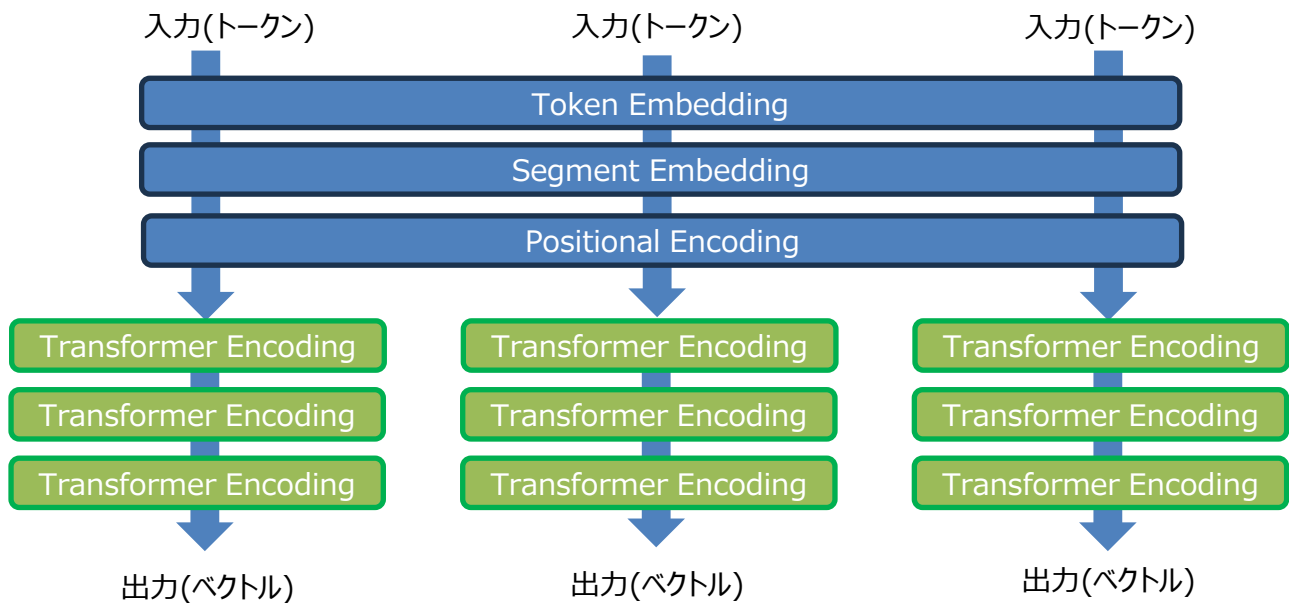 入力(トークン) 入力(トークン) 入力(トークン)
Token Embedding
Segment Embedding
Positional Encoding
Transformer Encoding Transformer Encoding Transformer Encoding
Transformer Encoding Transformer Encoding Transformer Encoding
Transformer Encoding Transformer Encoding Transformer Encoding
出力(ベクトル) 出力(ベクトル) 出力(ベクトル)